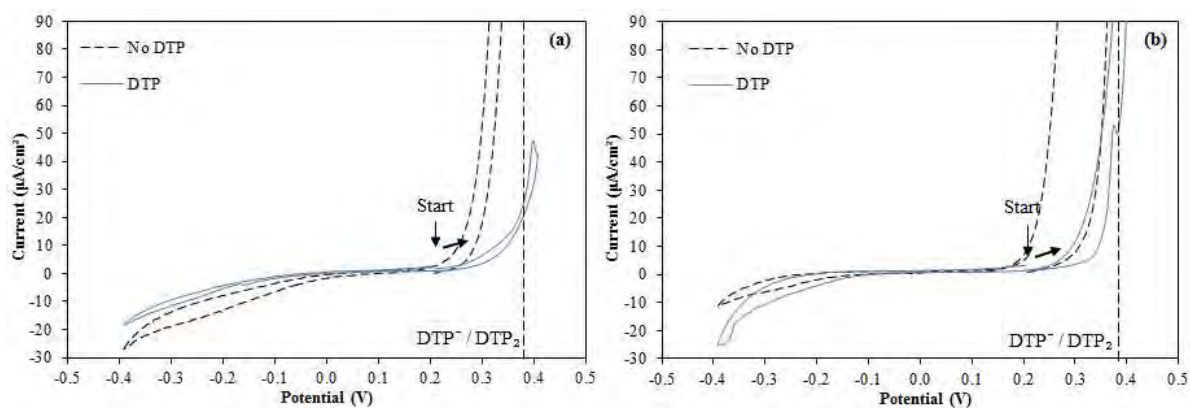 90
80
70
60
50
40
30
20
10
0
-10
-20
-30
Current (µA/cm²)
No DTP
DTP
(a)
Start
DTP⁻ / DTP₂
-0.5 -0.4 -0.3 -0.2 -0.1 0.0 0.1 0.2 0.3 0.4 0.5
Potential (V)
90
80
70
60
50
40
30
20
10
0
-10
-20
-30
Current (µA/cm²)
No DTP
DTP
(b)
Start
DTP⁻ / DTP₂
-0.5 -0.4 -0.3 -0.2 -0.1 0.0 0.1 0.2 0.3 0.4 0.5
Potential (V)